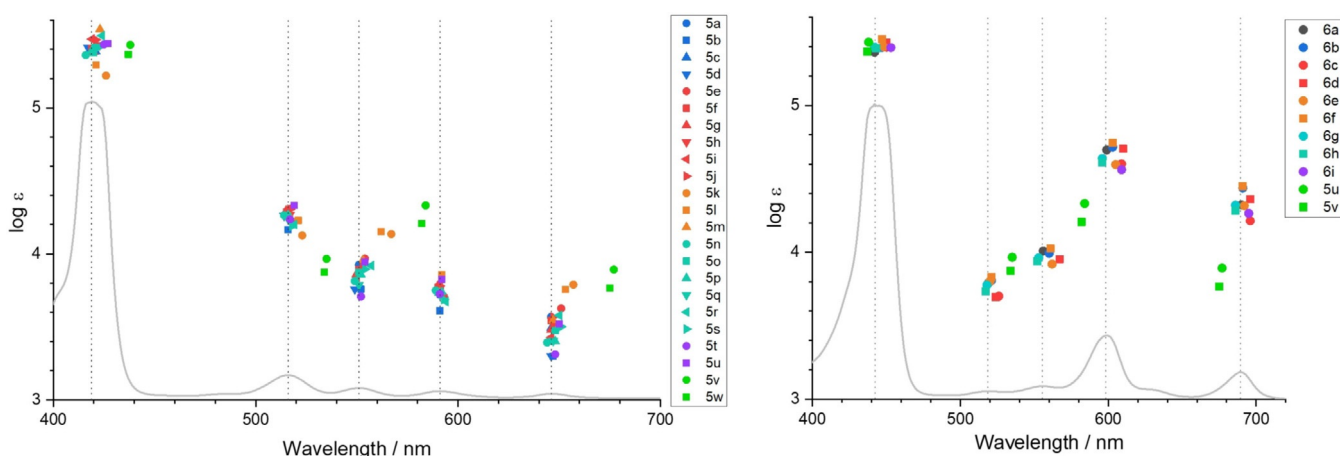 5
4
3
400
500
600
700
log ε
Wavelength / nm
5a
5b
5c
5d
5e
5f
5g
5h
5i
5j
5k
5l
5m
5n
5o
5p
5q
5r
5s
5t
5u
5v
5w
5
4
3
400
500
600
700
log ε
Wavelength / nm
6a
6b
6c
6d
6e
6f
6g
6h
6i
5u
5v